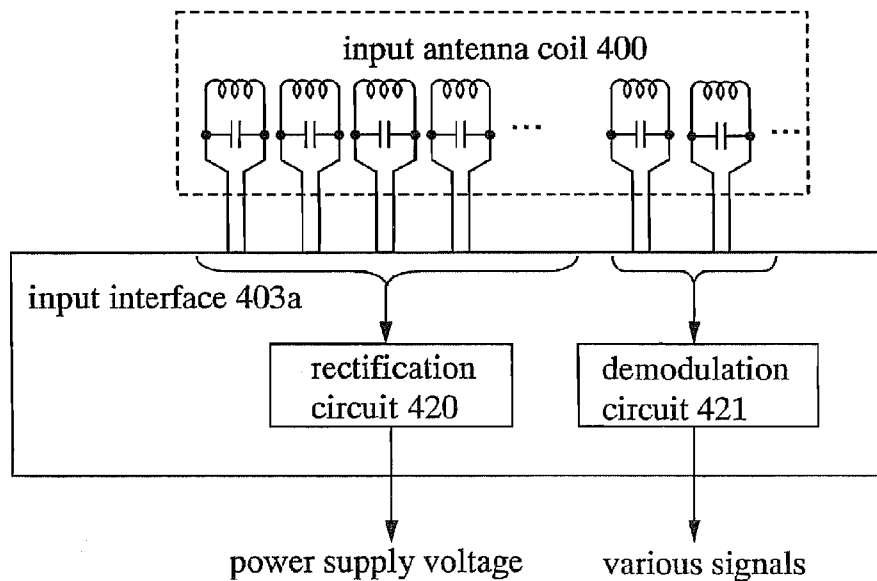 input antenna coil 400
... ...
input interface 403a
rectification
circuit 420
demodulation
circuit 421
power supply voltage
various signals